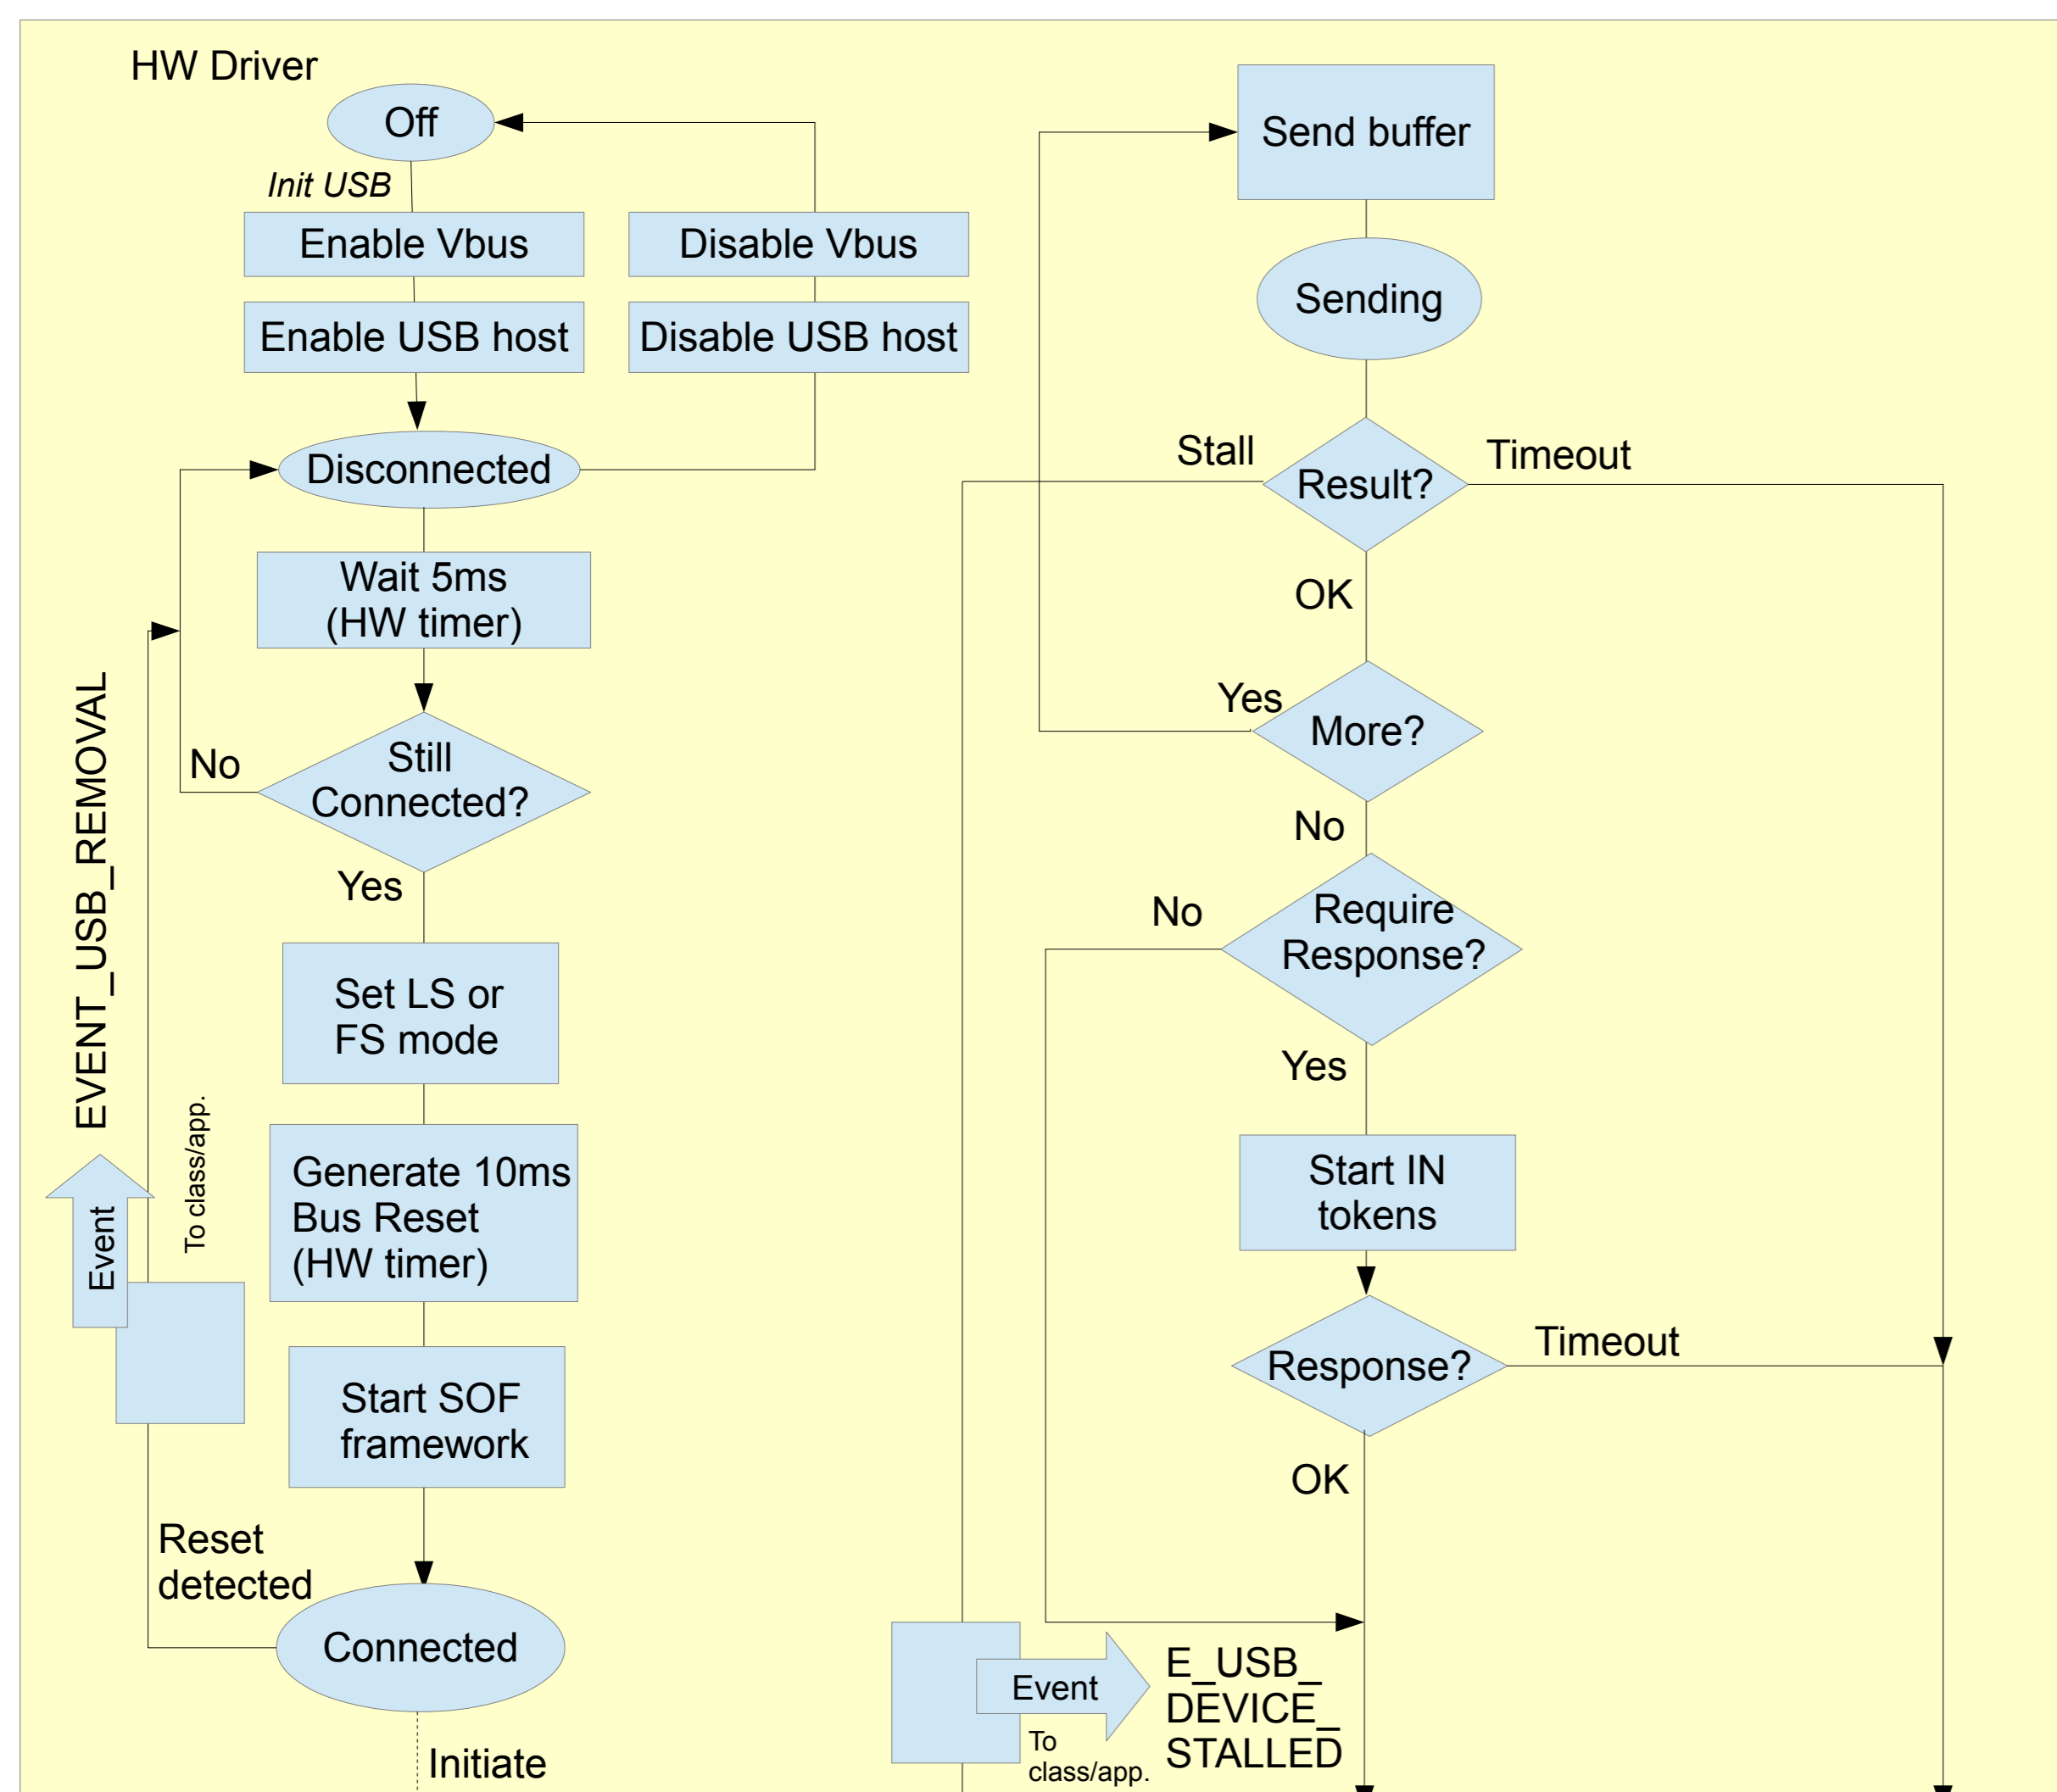 HW Driver
Off
Init USB
Enable Vbus
Disable Vbus
Enable USB host
Disable USB host
Disconnected
Wait 5ms
(HW timer)
Still
Connected?
No
Yes
Set LS or
FS mode
Generate 10ms
Bus Reset
(HW timer)
Start SOF
framework
Reset
detected
Connected
Initiate
EVENT_USB_REMOVAL
To class/app.
Event
Send buffer
Sending
Stall
Result?
Timeout
OK
Yes
More?
No
No
Require
Response?
Yes
Start IN
tokens
Response?
Timeout
OK
Event
To
class/app.
E_USB_
DEVICE_
STALLED